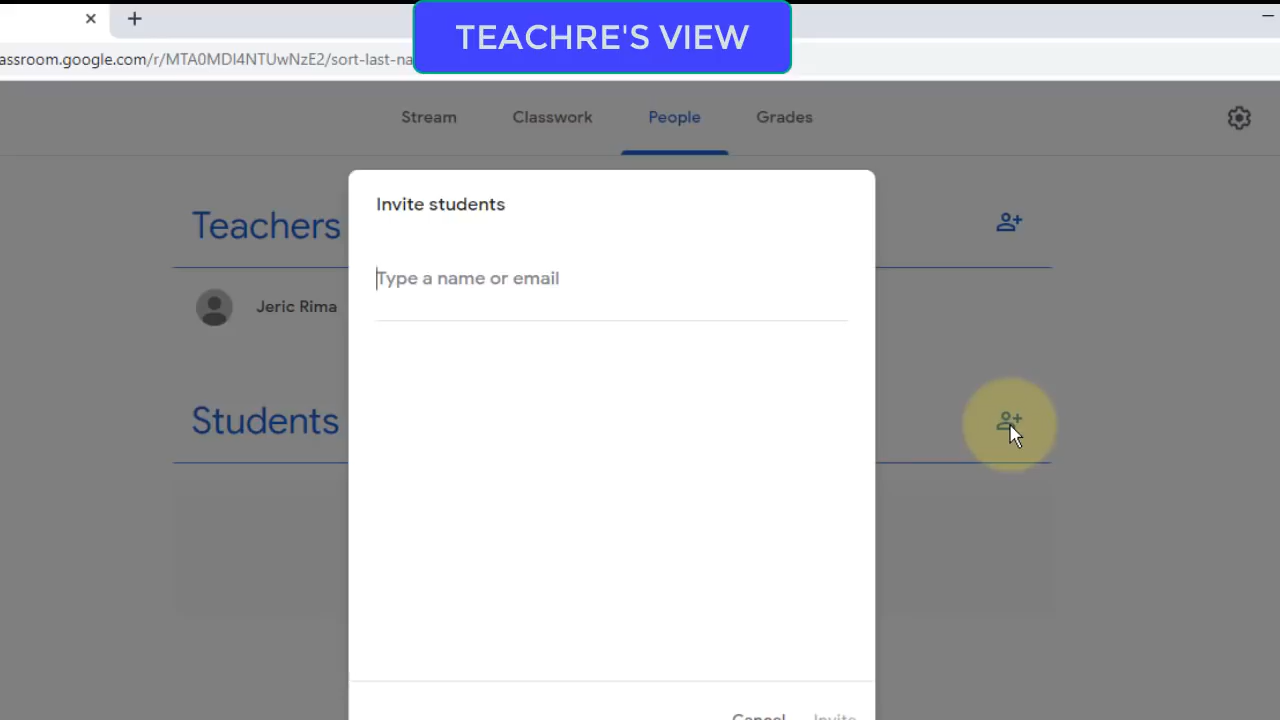 TEACHRE'S VIEW
assroom.google.com/r/MTA0MDI4NTUwNzE2/sort-last-na
Stream Classwork People Grades
Invite students
Teachers
Type a name or email
Jeric Rima
Students
Cancel Invite